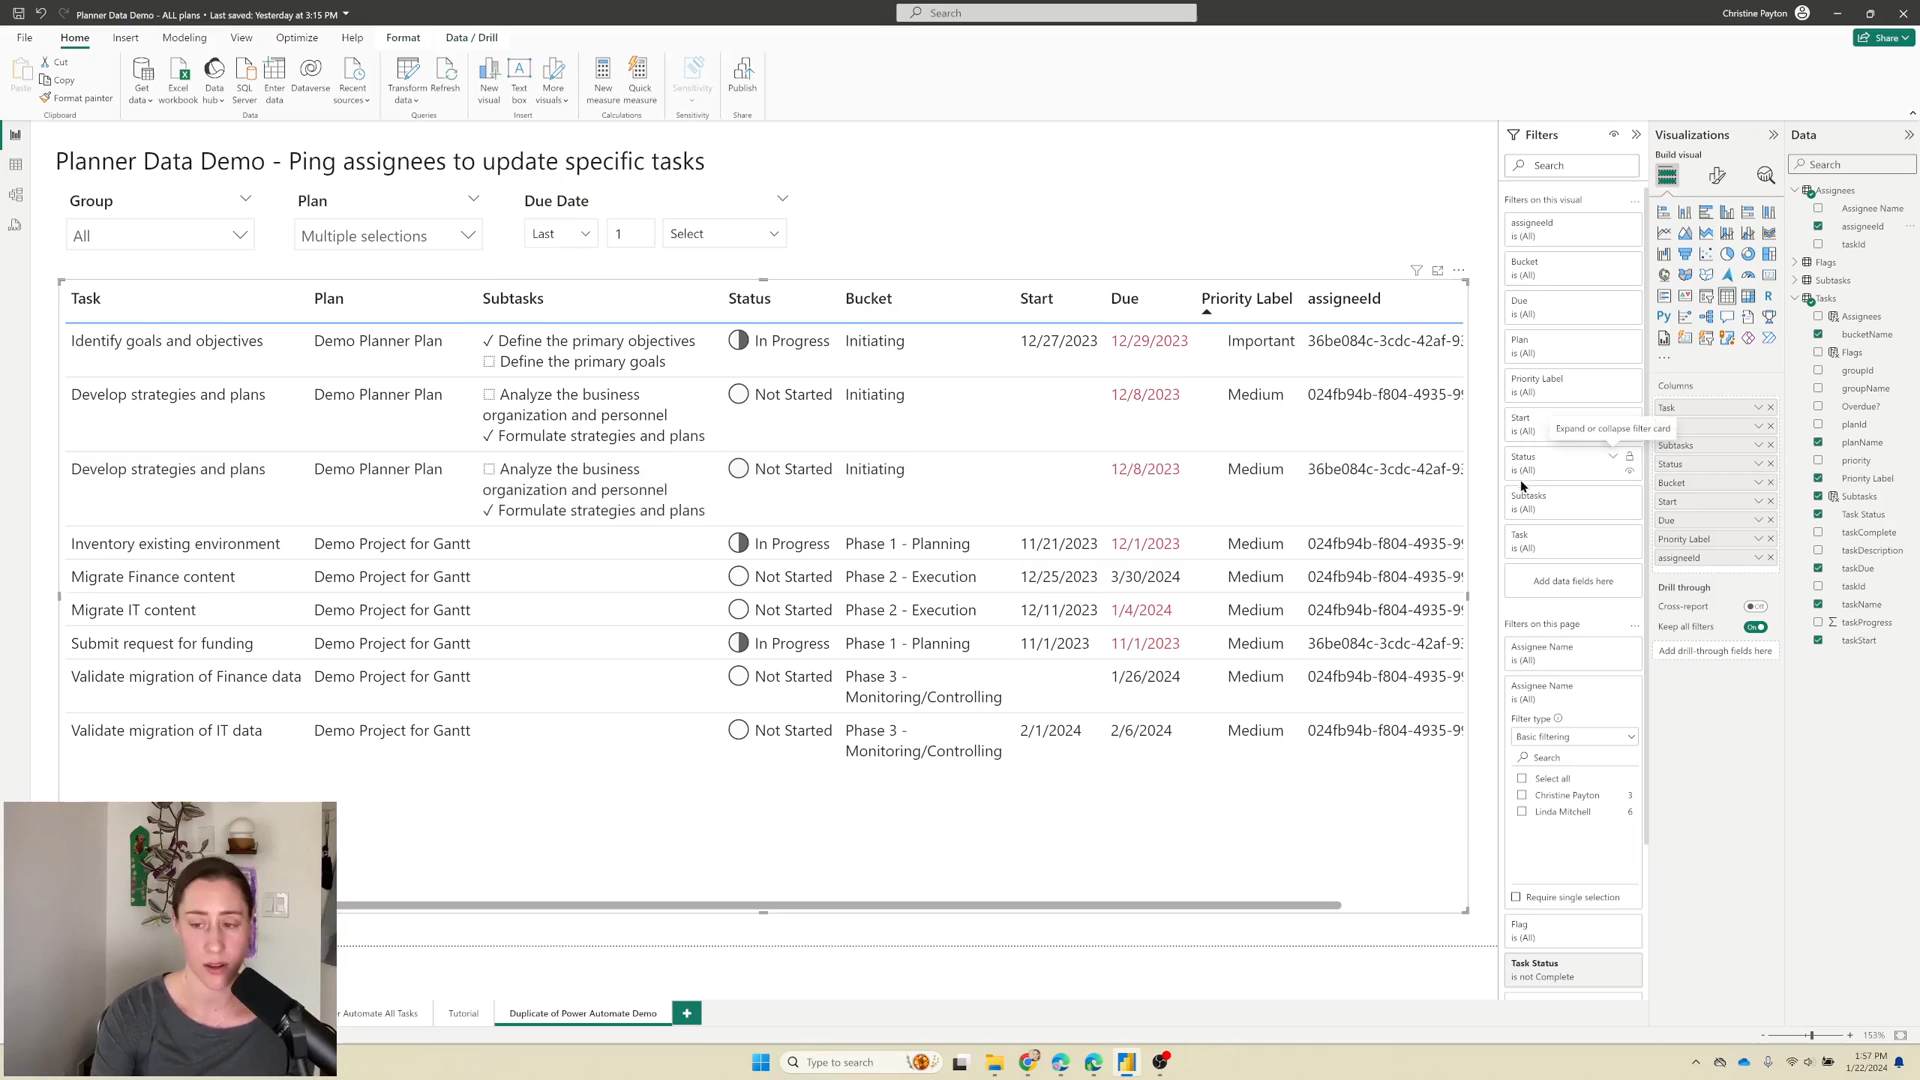 Planner Data Demo - ALL plans • Last saved: Yesterday at 3:15 PM
Search
Christine Payton
File Home Insert Modeling View Optimize Help Format Data / Drill
Share
Paste
Cut
Copy
Format painter
Get data
Excel workbook
Data hub
SQL Server
Enter data
Dataverse
Recent sources
Transform data
Refresh
New visual
Text box
More visuals
New measure
Quick measure
Sensitivity
Publish
Clipboard Data Queries Insert Calculations Sensitivity Share
Planner Data Demo - Ping assignees to update specific tasks
Group Plan Due Date
All Multiple selections Last 1 Select
Task Plan Subtasks Status Bucket Start Due Priority Label assigneeId
Identify goals and objectives Demo Planner Plan ✓ Define the primary objectives In Progress Initiating 12/27/2023 12/29/2023 Important 36be084c-3cdc-42af-93
Define the primary goals
Develop strategies and plans Demo Planner Plan Analyze the business Not Started Initiating 12/8/2023 Medium 024fb94b-f804-4935-99
organization and personnel
✓ Formulate strategies and plans
Develop strategies and plans Demo Planner Plan Analyze the business Not Started Initiating 12/8/2023 Medium 36be084c-3cdc-42af-93
organization and personnel
✓ Formulate strategies and plans
Inventory existing environment Demo Project for Gantt In Progress Phase 1 - Planning 11/21/2023 12/1/2023 Medium 024fb94b-f804-4935-99
Migrate Finance content Demo Project for Gantt Not Started Phase 2 - Execution 12/25/2023 3/30/2024 Medium 024fb94b-f804-4935-99
Migrate IT content Demo Project for Gantt Not Started Phase 2 - Execution 12/11/2023 1/4/2024 Medium 024fb94b-f804-4935-99
Submit request for funding Demo Project for Gantt In Progress Phase 1 - Planning 11/1/2023 11/1/2023 Medium 36be084c-3cdc-42af-93
Validate migration of Finance data Demo Project for Gantt Not Started Phase 3 - 1/26/2024 Medium 024fb94b-f804-4935-99
Monitoring/Controlling
Validate migration of IT data Demo Project for Gantt Not Started Phase 3 - 2/1/2024 2/6/2024 Medium 024fb94b-f804-4935-99
Monitoring/Controlling
r Automate All Tasks Tutorial Duplicate of Power Automate Demo
Filters
Search
Filters on this visual
assigneeId
is (All)
Bucket
is (All)
Due
is (All)
Plan
is (All)
Priority Label
is (All)
Start
is (All)
Expand or collapse filter card
Status
is (All)
Subtasks
is (All)
Task
is (All)
Add data fields here
Filters on this page
Assignee Name
is (All)
Assignee Name
is (All)
Filter type
Basic filtering
Search
Select all
Christine Payton 3
Linda Mitchell 6
Require single selection
Flag
is (All)
Task Status
is not Complete
Visualizations
Build visual
R
Py
Columns
Task
Subtasks
Status
Bucket
Start
Due
Priority Label
assigneeId
Drill through
Cross-report Off
Keep all filters On
Add drill-through fields here
Data
Search
Assignees
Assignee Name
assigneeId
taskId
Flags
Subtasks
Tasks
Assignees
bucketName
Flags
groupId
groupName
Overdue?
planId
planName
priority
Priority Label
Subtasks
Task Status
taskComplete
taskDescription
taskDue
taskId
taskName
taskProgress
taskStart
153%
Type to search
1:57 PM
1/22/2024